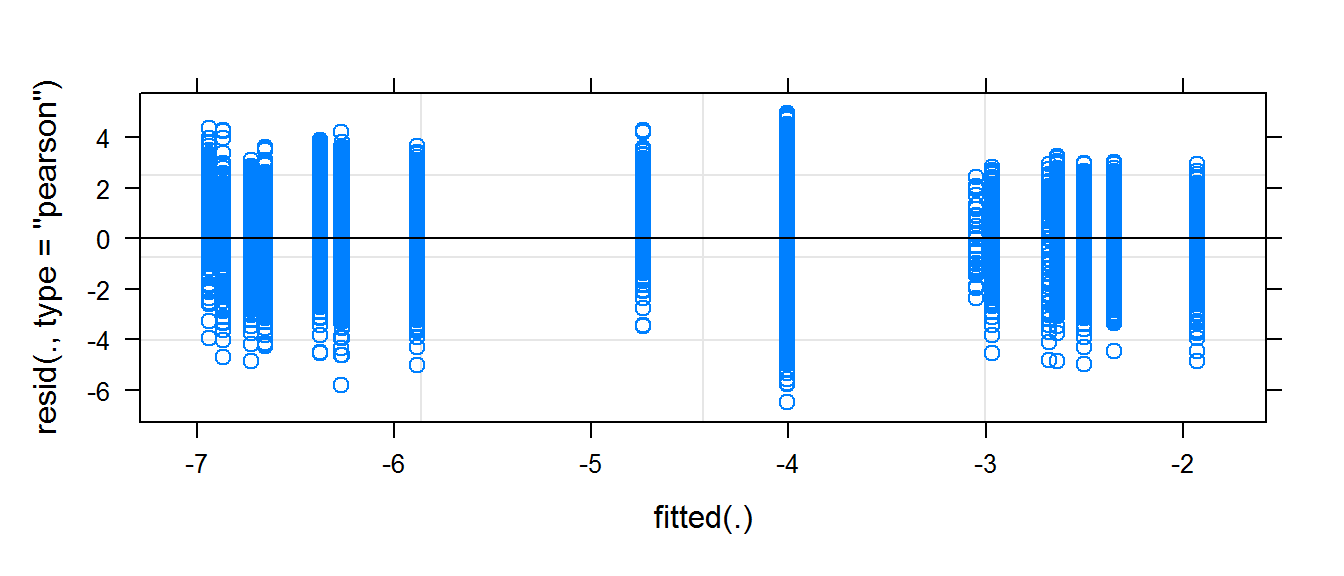 resid(., type = "pearson")
4
2
0
-2
-4
-6
-7 -6 -5 -4 -3 -2
fitted(.)